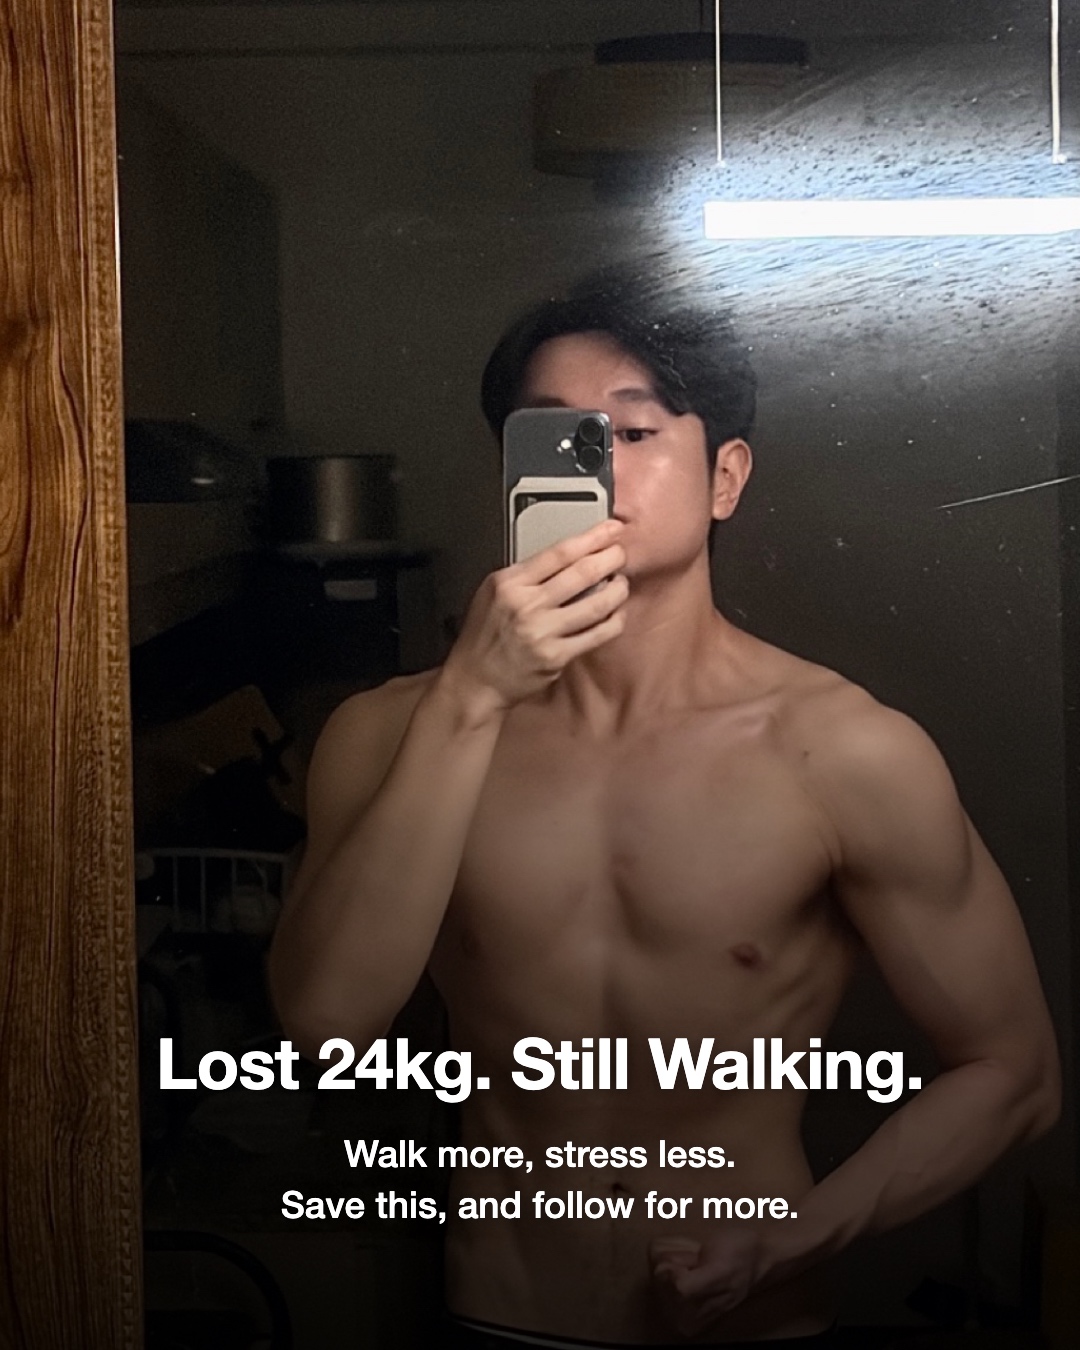 Lost 24kg. Still Walking.
Walk more, stress less.
Save this, and follow for more.